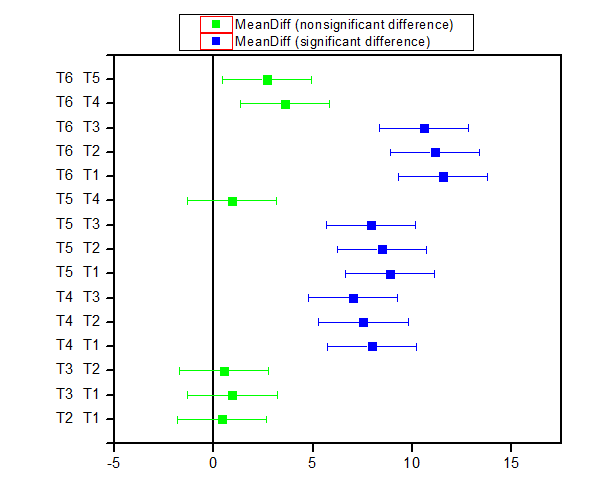 MeanDiff (nonsignificant difference)
MeanDiff (significant difference)
T6 T5
T6 T4
T6 T3
T6 T2
T6 T1
T5 T4
T5 T3
T5 T2
T5 T1
T4 T3
T4 T2
T4 T1
T3 T2
T3 T1
T2 T1
-5 0 5 10 15